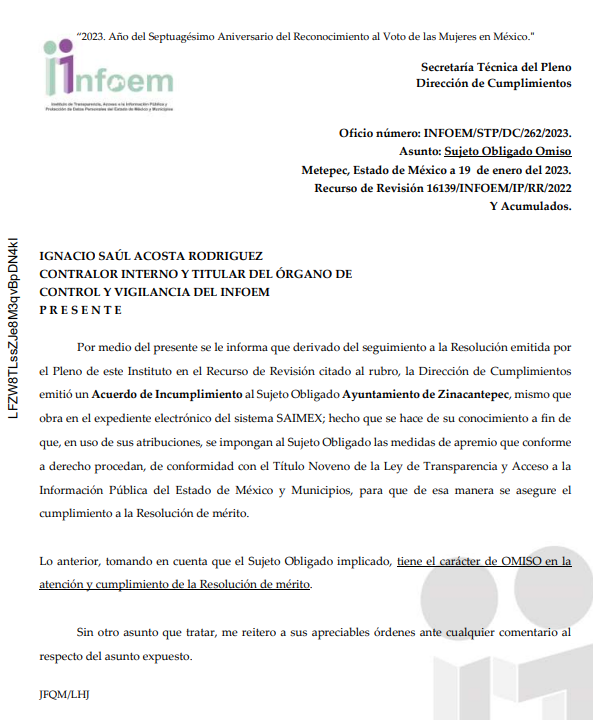 “2023. Año del Septuagésimo Aniversario del Reconocimiento al Voto de las Mujeres en México.”
infoem
Instituto de Transparencia, Acceso a la Información Pública y
Protección de Datos Personales del Estado de México y Municipios
Secretaría Técnica del Pleno
Dirección de Cumplimientos
Oficio número: INFOEM/STP/DC/262/2023.
Asunto: Sujeto Obligado Omiso
Metepec, Estado de México a 19 de enero del 2023.
Recurso de Revisión 16139/INFOEM/IP/RR/2022
Y Acumulados.
LFZW8TLssZJe8M3qvBpDN4kI
IGNACIO SAÚL ACOSTA RODRIGUEZ
CONTRALOR INTERNO Y TITULAR DEL ÓRGANO DE
CONTROL Y VIGILANCIA DEL INFOEM
P R E S E N T E
Por medio del presente se le informa que derivado del seguimiento a la Resolución emitida por
el Pleno de este Instituto en el Recurso de Revisión citado al rubro, la Dirección de Cumplimientos
emitió un Acuerdo de Incumplimiento al Sujeto Obligado Ayuntamiento de Zinacantepec, mismo que
obra en el expediente electrónico del sistema SAIMEX; hecho que se hace de su conocimiento a fin de
que, en uso de sus atribuciones, se impongan al Sujeto Obligado las medidas de apremio que conforme
a derecho procedan, de conformidad con el Título Noveno de la Ley de Transparencia y Acceso a la
Información Pública del Estado de México y Municipios, para que de esa manera se asegure el
cumplimiento a la Resolución de mérito.
Lo anterior, tomando en cuenta que el Sujeto Obligado implicado, tiene el carácter de OMISO en la
atención y cumplimiento de la Resolución de mérito.
Sin otro asunto que tratar, me reitero a sus apreciables órdenes ante cualquier comentario al
respecto del asunto expuesto.
JFQM/LHJ